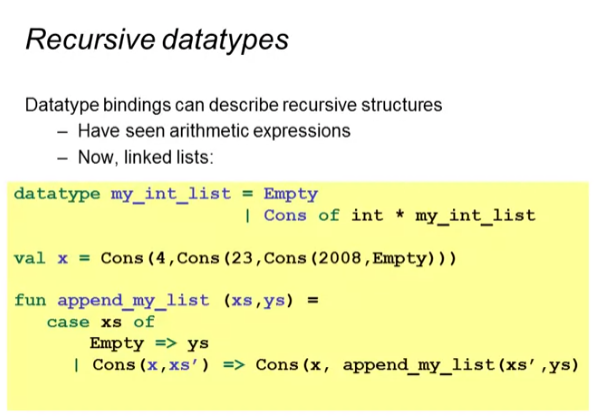 Recursive datatypes
Datatype bindings can describe recursive structures
– Have seen arithmetic expressions
– Now, linked lists:
datatype my_int_list = Empty
| Cons of int * my_int_list
val x = Cons(4,Cons(23,Cons(2008,Empty)))
fun append_my_list (xs,ys) =
case xs of
Empty => ys
| Cons(x,xs') => Cons(x, append_my_list(xs',ys)